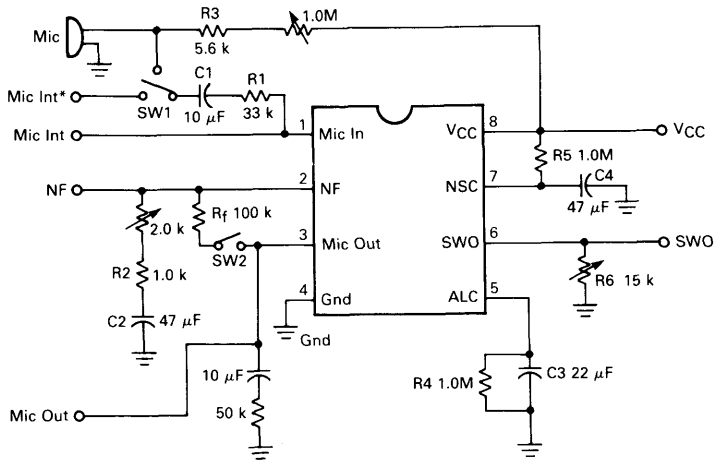 R3
1.0M
Mic
5.6 k
C1
R1
Mic Int*
SW1
10 µF
33 k
Mic Int
1
Mic In
VCC
8
VCC
R5 1.0M
C4
NF
2
NF
NSC
7
47 µF
Rf 100 k
2.0 k
3
Mic Out
SWO
6
SWO
SW2
R2
1.0 k
R6 15 k
4
Gnd
ALC
5
C2
47 µF
Gnd
10 µF
R4 1.0M
C3 22 µF
Mic Out
50 k